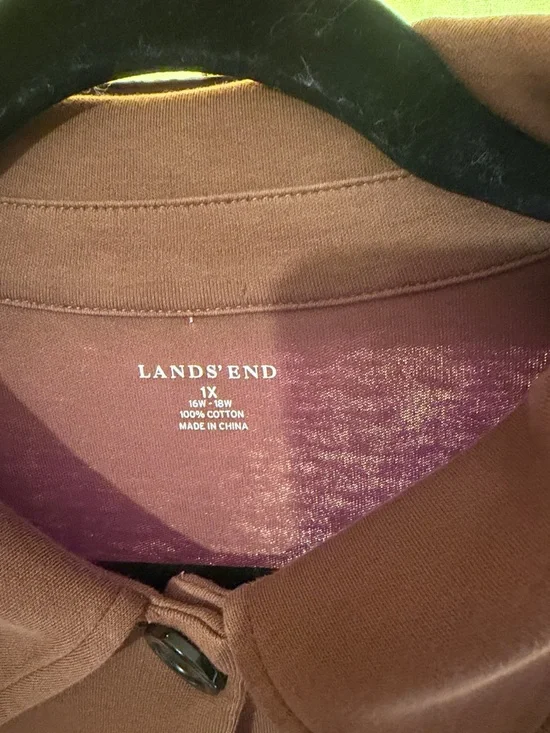 LANDS' END
1X
16W - 18W
100% COTTON
MADE IN CHINA